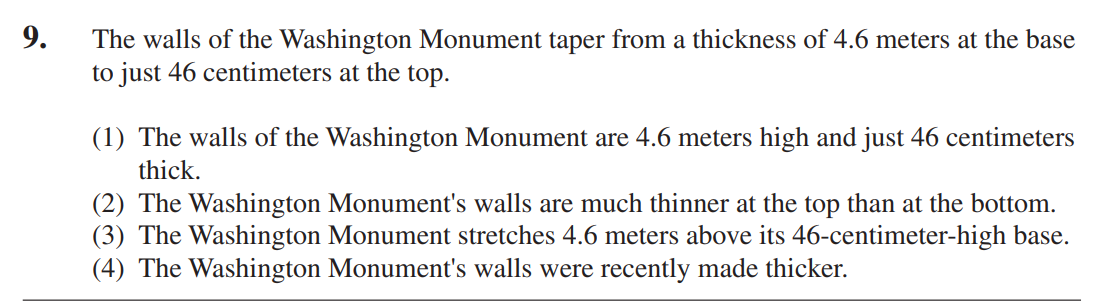 9. The walls of the Washington Monument taper from a thickness of 4.6 meters at the base
to just 46 centimeters at the top.
(1) The walls of the Washington Monument are 4.6 meters high and just 46 centimeters
thick.
(2) The Washington Monument's walls are much thinner at the top than at the bottom.
(3) The Washington Monument stretches 4.6 meters above its 46-centimeter-high base.
(4) The Washington Monument's walls were recently made thicker.